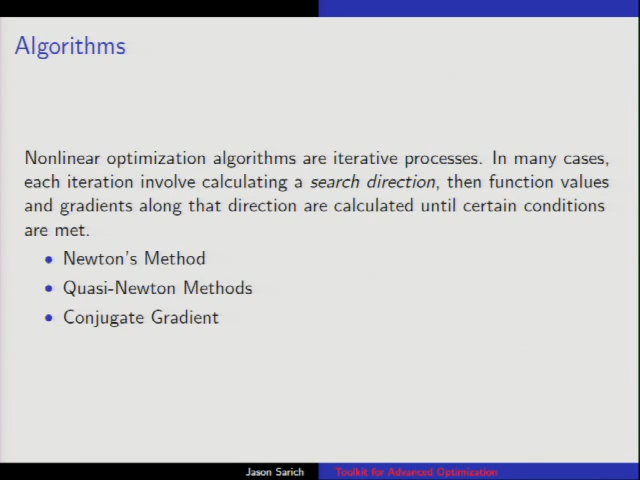 Algorithms
Nonlinear optimization algorithms are iterative processes. In many cases,
each iteration involve calculating a search direction, then function values
and gradients along that direction are calculated until certain conditions
are met.
• Newton's Method
• Quasi-Newton Methods
• Conjugate Gradient
Jason Sarich
Toolkit for Advanced Optimization